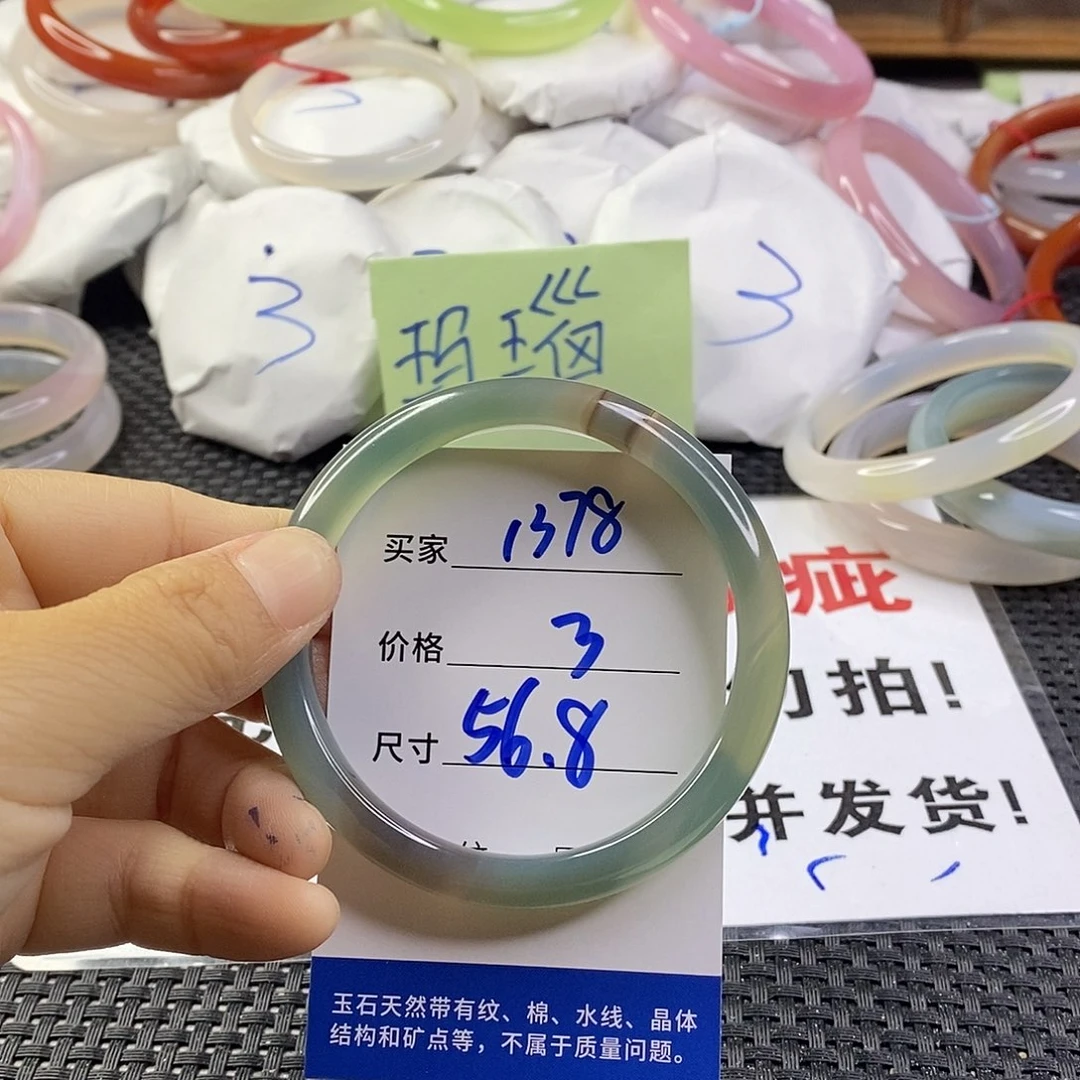 3
3
玛瑙
买家 1378
价格 3
尺寸 56.8
疵
勿拍!
并发货!
玉石天然带有纹、棉、水线、晶体
结构和矿点等，不属于质量问题。